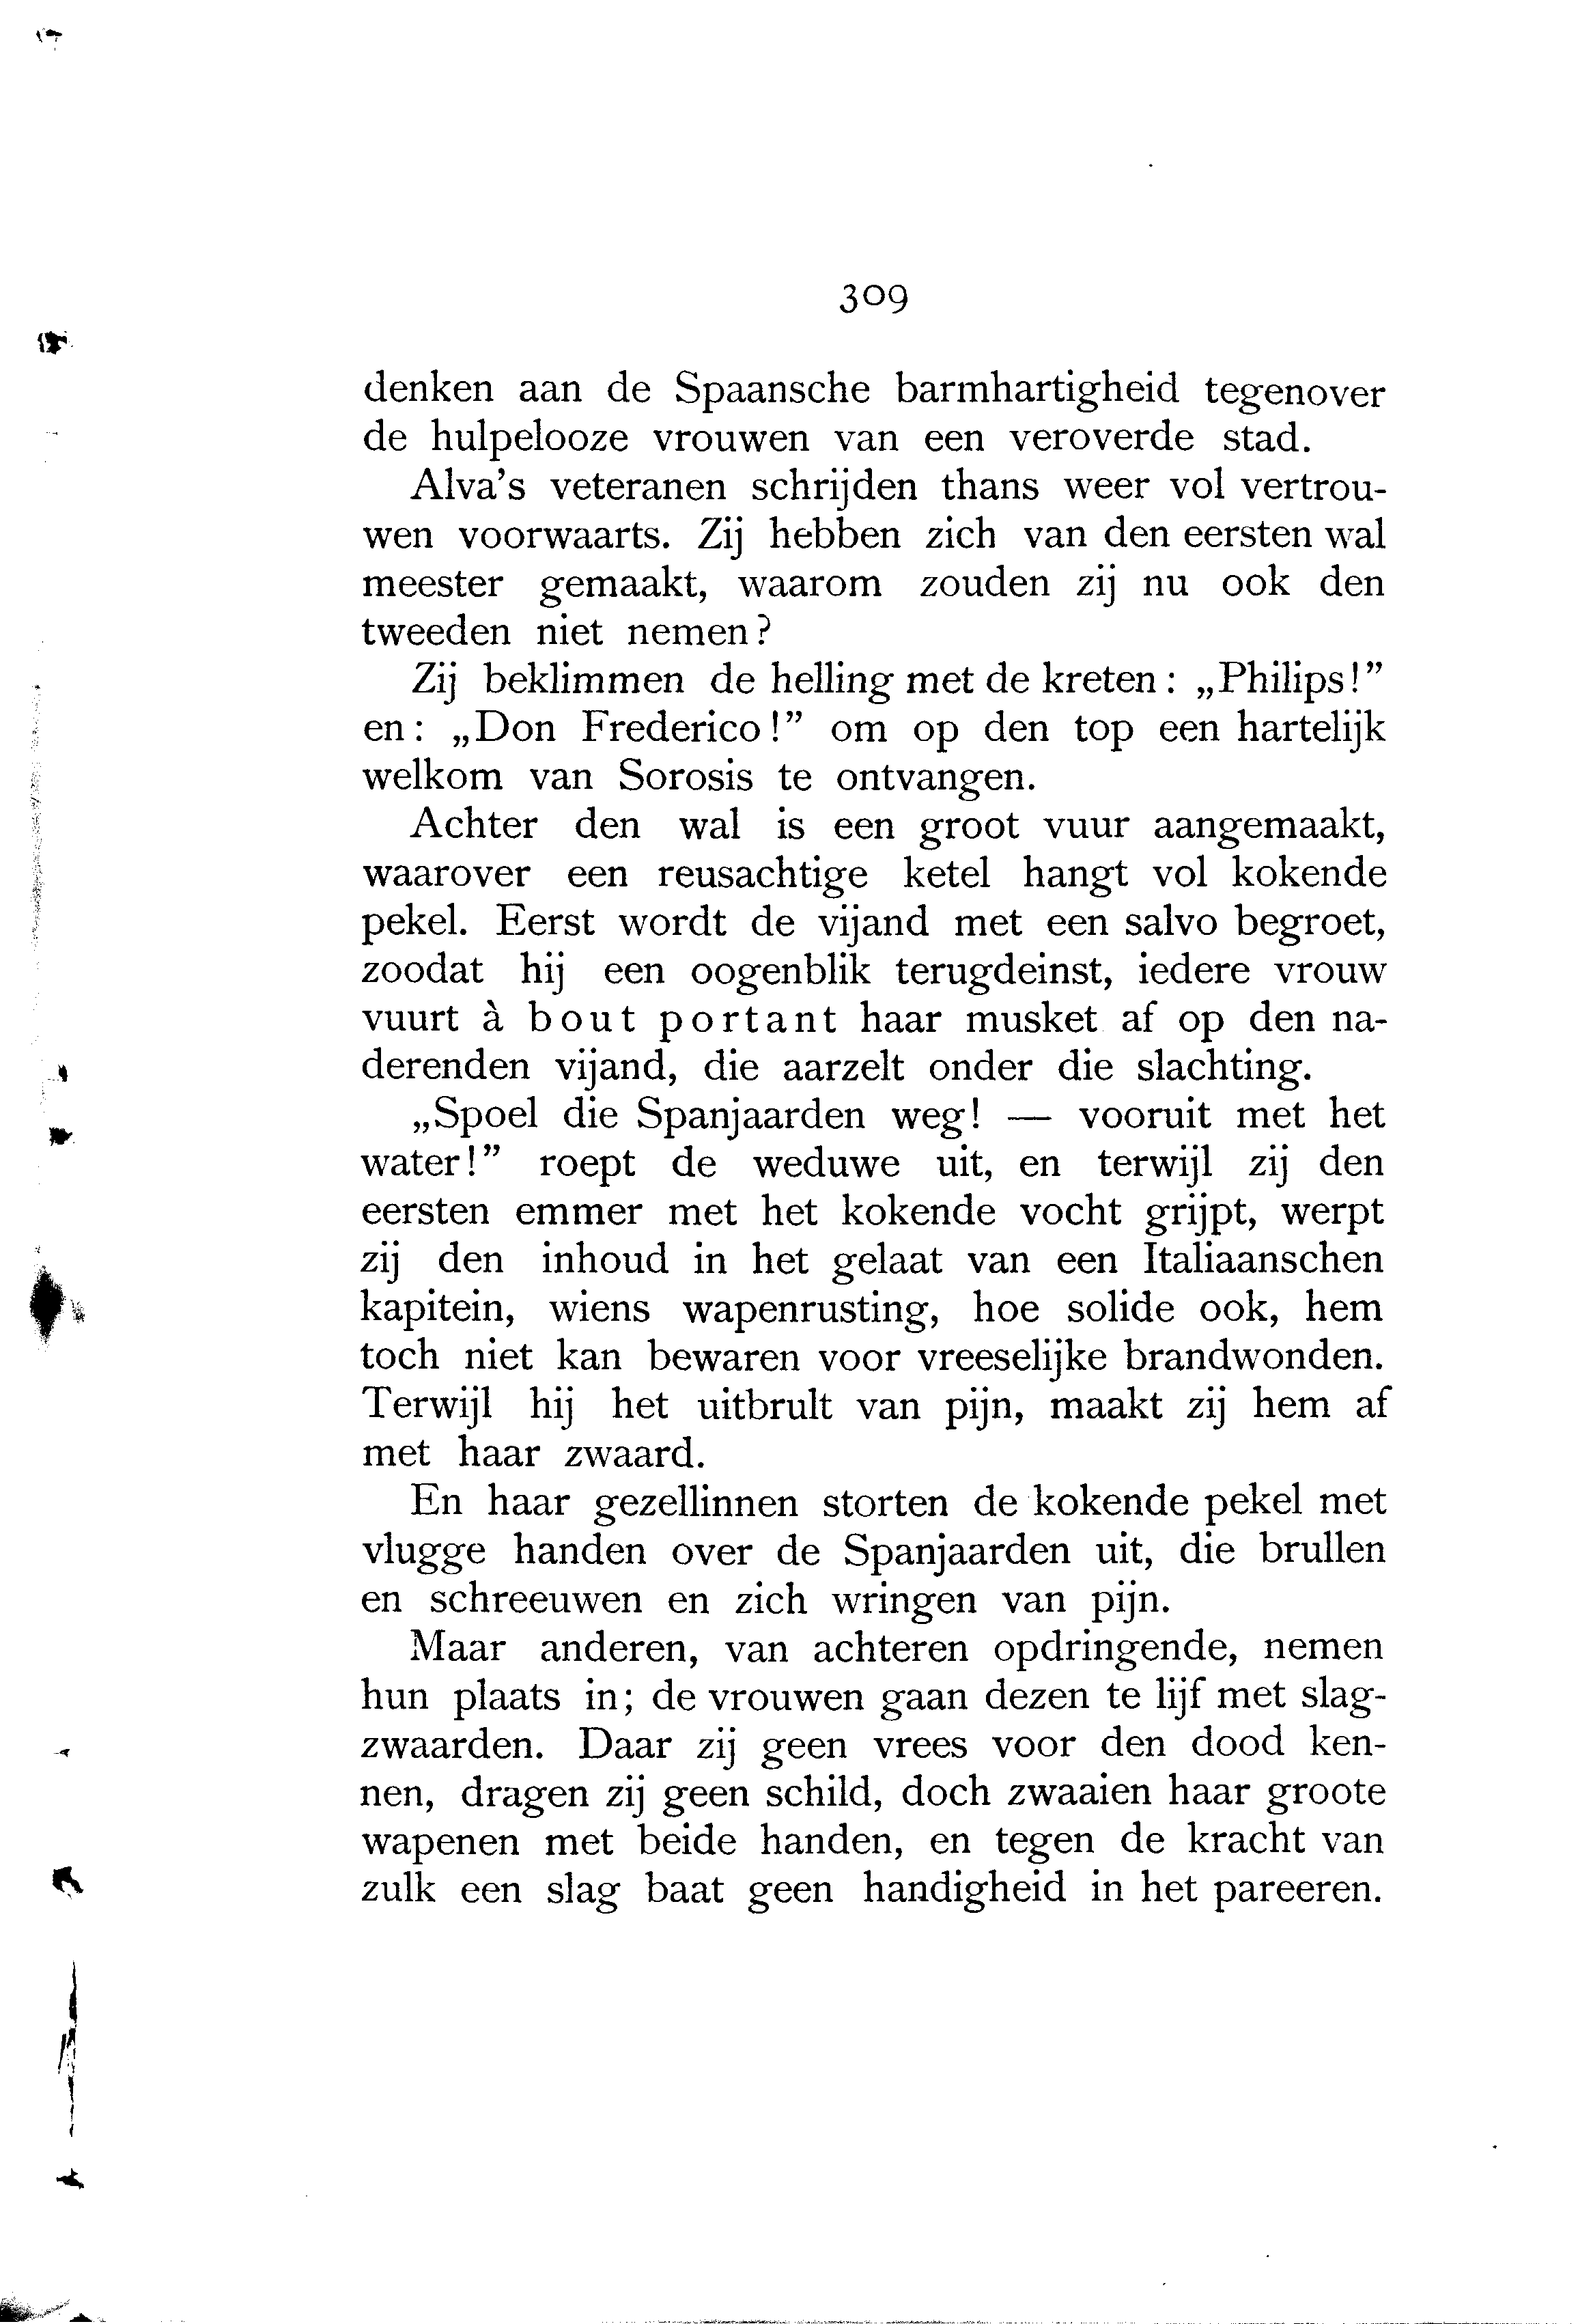 309
denken aan de Spaansche barmhartigheid tegenover
de hulpelooze vrouwen van een veroverde stad.
Alva's veteranen schrijden thans weer vol vertrou-
wen voorwaarts. Zij hebben zich van den eersten wal
meester gemaakt, waarom zouden zij nu ook den
tweeden niet nemen?
Zij beklimmen de helling met de kreten: „Philips!”
en: „Don Frederico!” om op den top een hartelijk
welkom van Sorosis te ontvangen.
Achter den wal is een groot vuur aangemaakt,
waarover een reusachtige ketel hangt vol kokende
pekel. Eerst wordt de vijand met een salvo begroet,
zoodat hij een oogenblik terugdeinst, iedere vrouw
vuurt à bout portant haar musket af op den na-
derenden vijand, die aarzelt onder die slachting.
„Spoel die Spanjaarden weg! — vooruit met het
water!” roept de weduwe uit, en terwijl zij den
eersten emmer met het kokende vocht grijpt, werpt
zij den inhoud in het gelaat van een Italiaanschen
kapitein, wiens wapenrusting, hoe solide ook, hem
toch niet kan bewaren voor vreeselijke brandwonden.
Terwijl hij het uitbrult van pijn, maakt zij hem af
met haar zwaard.
En haar gezellinnen storten de kokende pekel met
vlugge handen over de Spanjaarden uit, die brullen
en schreeuwen en zich wringen van pijn.
Maar anderen, van achteren opdringende, nemen
hun plaats in; de vrouwen gaan dezen te lijf met slag-
zwaarden. Daar zij geen vrees voor den dood ken-
nen, dragen zij geen schild, doch zwaaien haar groote
wapenen met beide handen, en tegen de kracht van
zulk een slag baat geen handigheid in het pareeren.